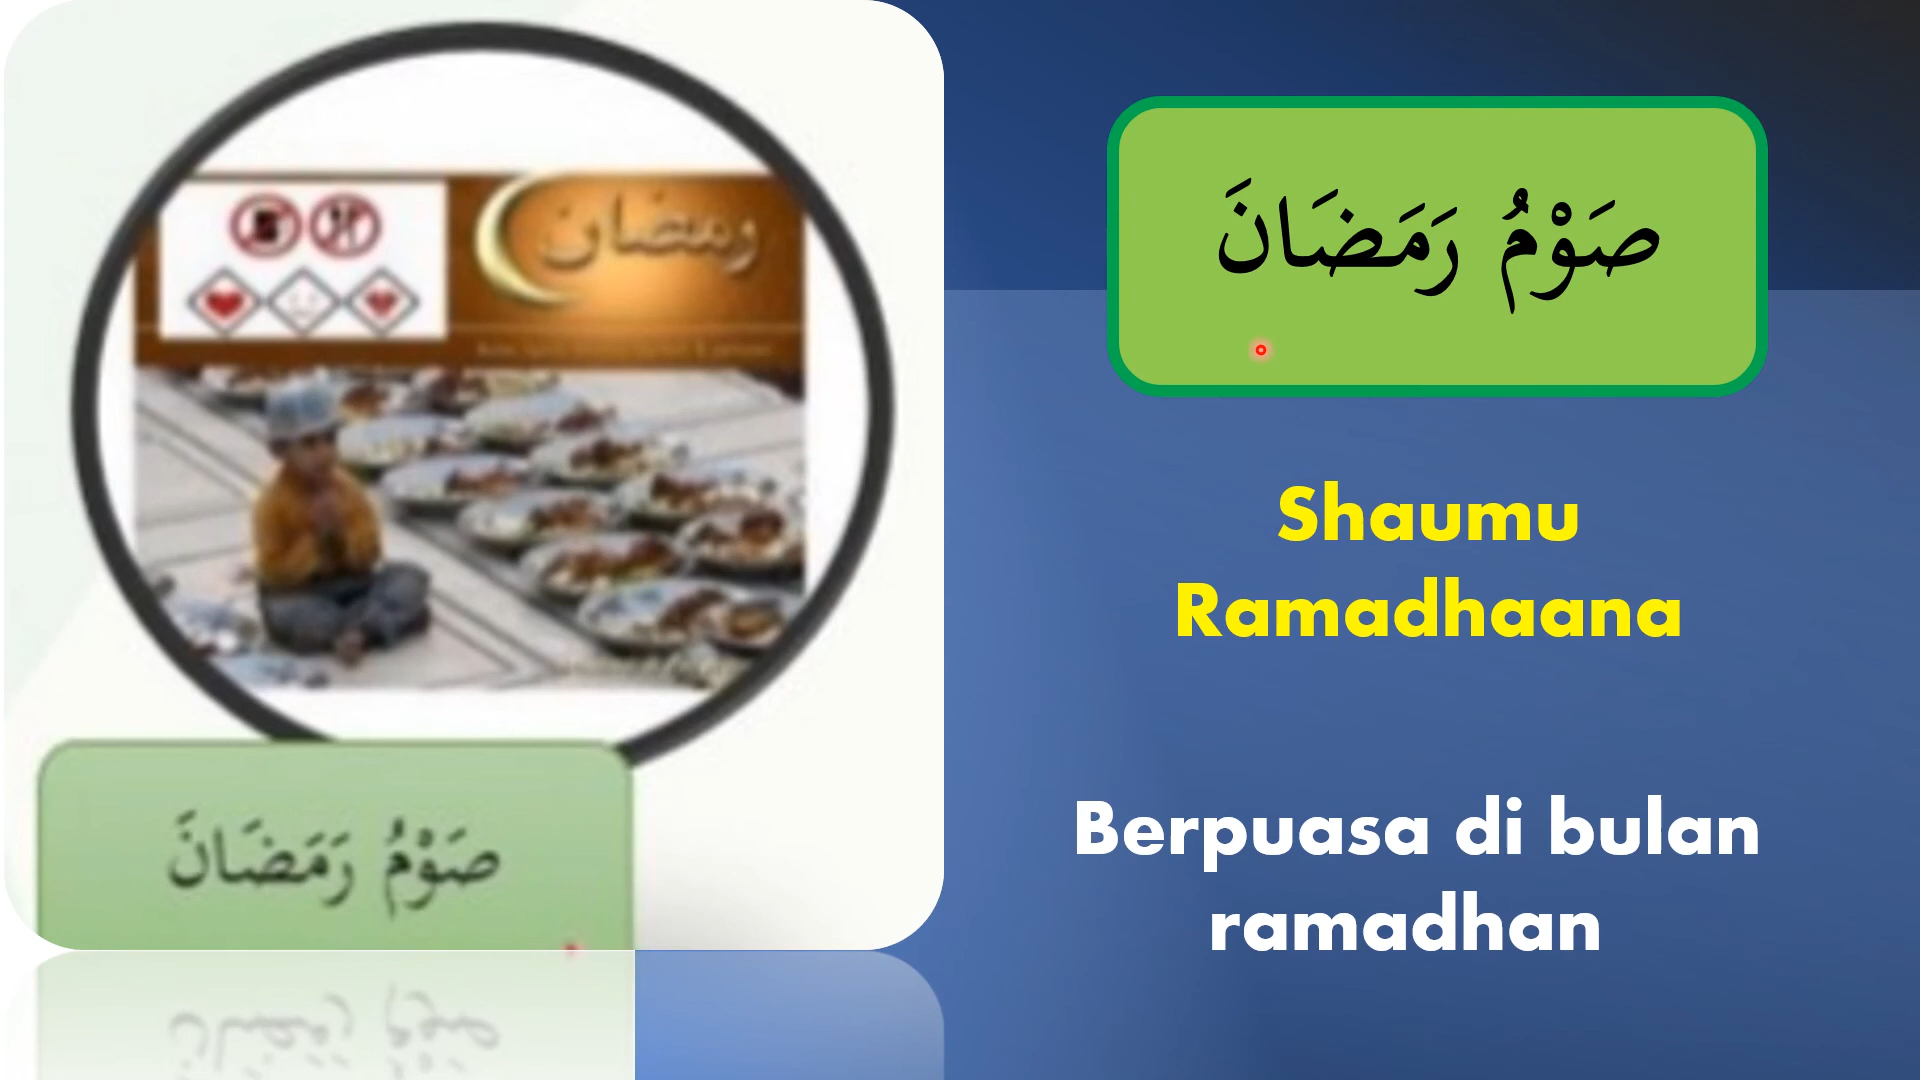 رمضان
صَوْمُ رَمَضَانَ
صَوْمُ رَمَضَانَ
Shaumu
Ramadhaana
Berpuasa di bulan
ramadhan